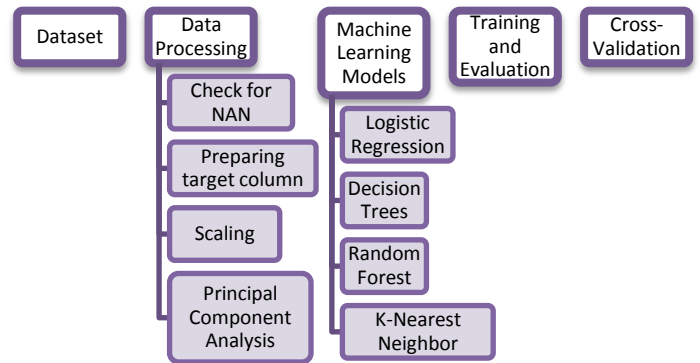 Dataset
Data
Processing
Check for
NAN
Preparing
target column
Scaling
Principal
Component
Analysis
Machine
Learning
Models
Logistic
Regression
Decision
Trees
Random
Forest
K-Nearest
Neighbor
Training
and
Evaluation
Cross-
Validation